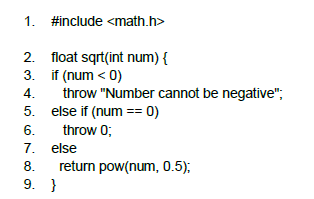 1. #include <math.h>
2. float sqrt(int num) {
3. if (num < 0)
4. throw "Number cannot be negative";
5. else if (num == 0)
6. throw 0;
7. else
8. return pow(num, 0.5);
9. }